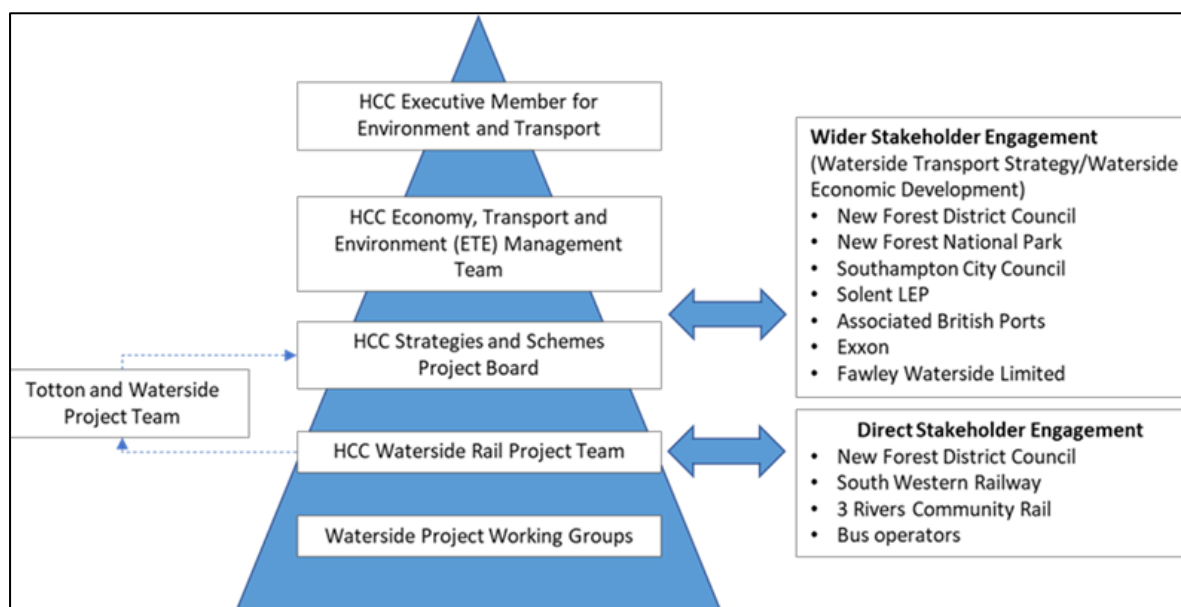 HCC Executive Member for
Environment and Transport
HCC Economy, Transport and
Environment (ETE) Management
Team
HCC Strategies and Schemes
Project Board
Totton and Waterside
Project Team
HCC Waterside Rail Project Team
Waterside Project Working Groups
Wider Stakeholder Engagement
(Waterside Transport Strategy/Waterside
Economic Development)
• New Forest District Council
• New Forest National Park
• Southampton City Council
• Solent LEP
• Associated British Ports
• Exxon
• Fawley Waterside Limited
Direct Stakeholder Engagement
• New Forest District Council
• South Western Railway
• 3 Rivers Community Rail
• Bus operators